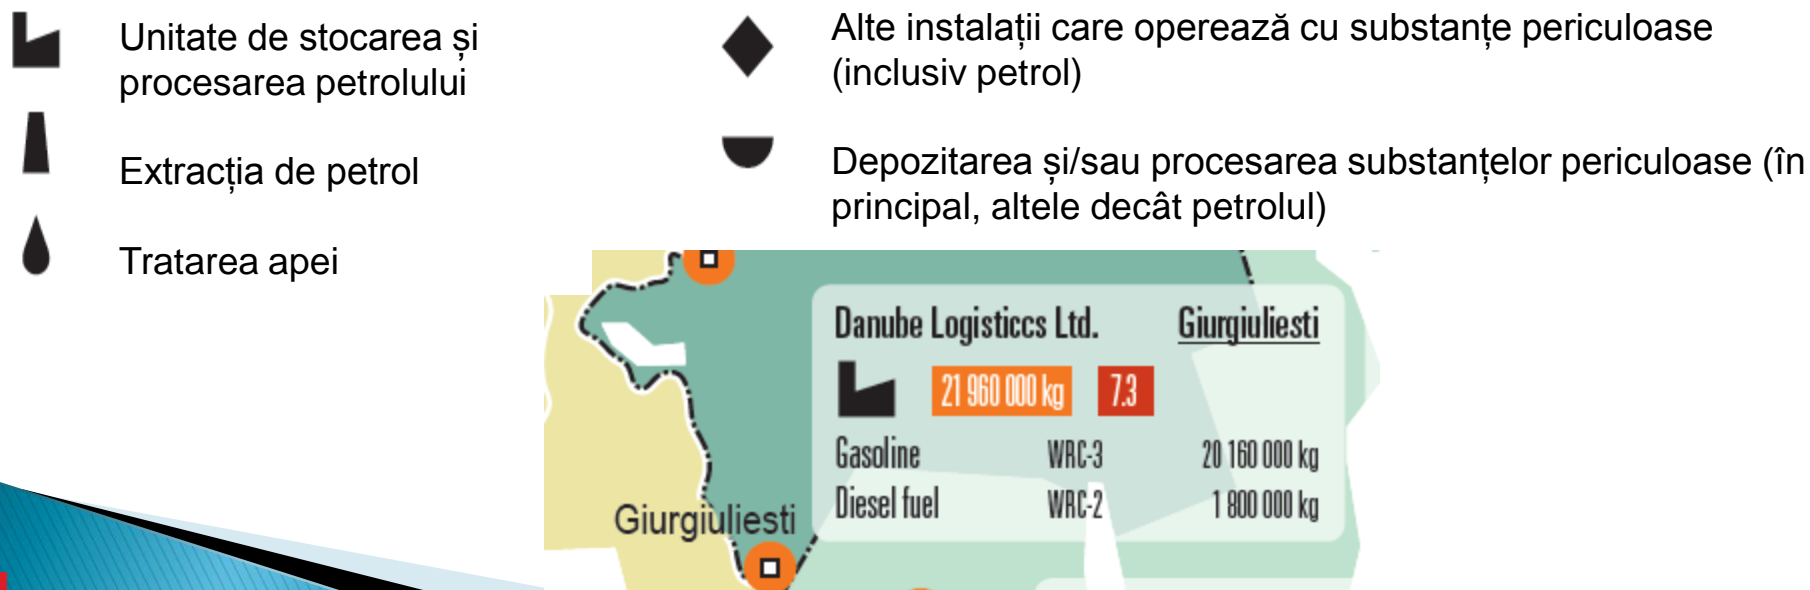 Unitate de stocarea și
procesarea petrolului
Extracția de petrol
Tratarea apei
Alte instalații care operează cu substanțe periculoase
(inclusiv petrol)
Depozitarea și/sau procesarea substanțelor periculoase (în
principal, altele decât petrolul)
Danube Logisticcs Ltd. Giurgiulesti
21 960 000 kg 7.3
Gasoline WRC-3 20 160 000 kg
Diesel fuel WRC-2 1 800 000 kg
Giurgiulesti